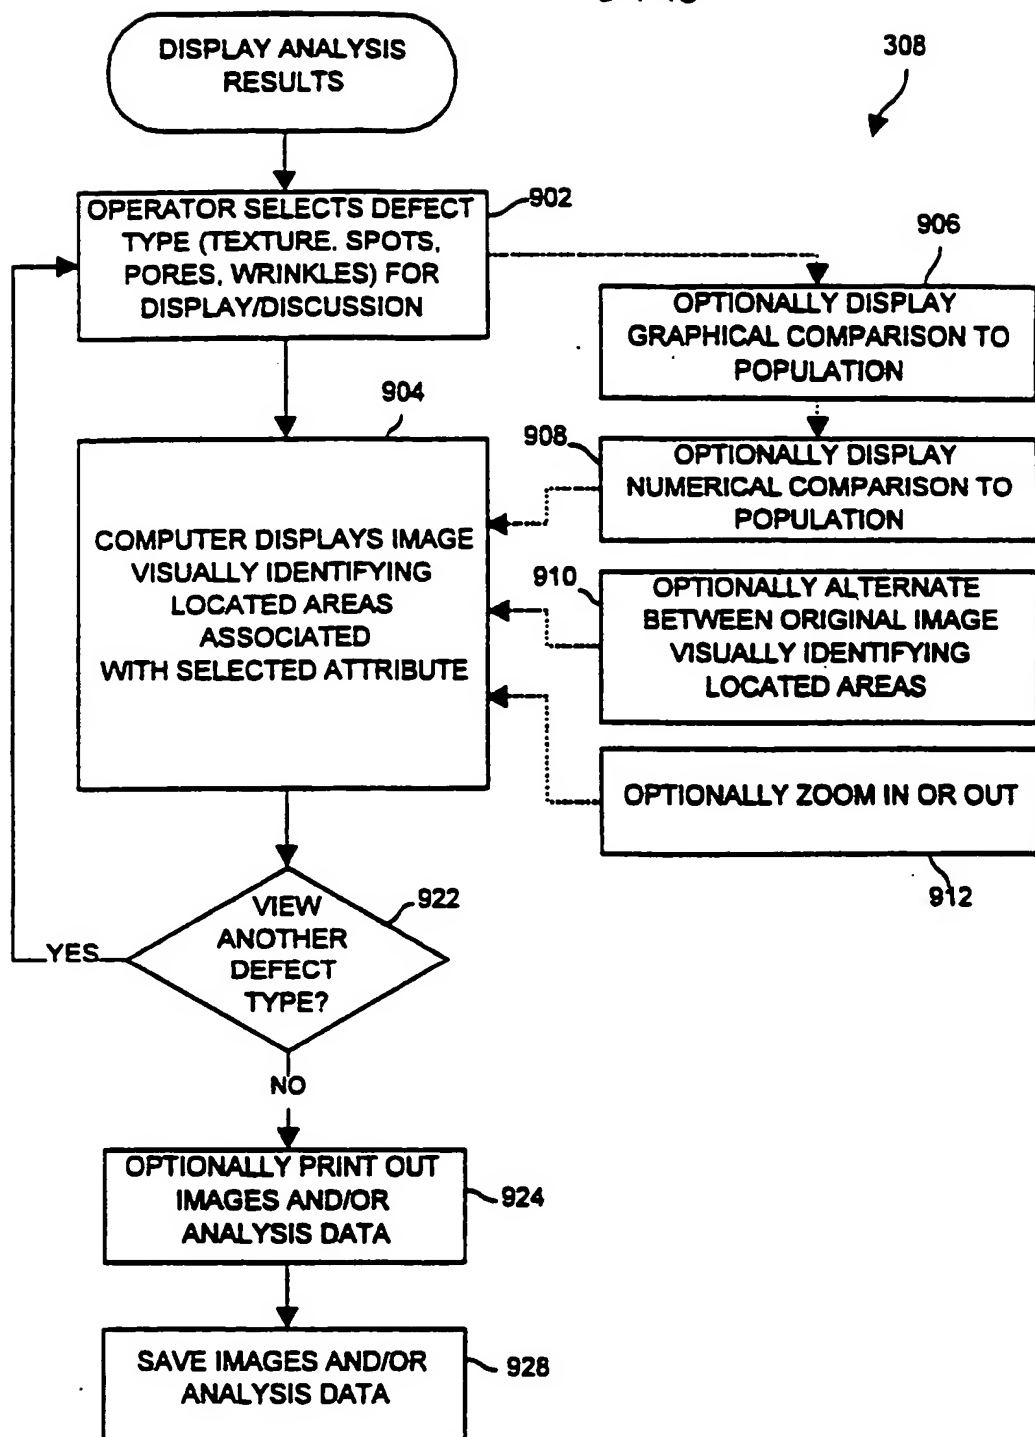 DISPLAY ANALYSIS
RESULTS
308
OPERATOR SELECTS DEFECT
TYPE (TEXTURE. SPOTS,
PORES, WRINKLES) FOR
DISPLAY/DISCUSSION
902
906
OPTIONALLY DISPLAY
GRAPHICAL COMPARISON TO
POPULATION
904
908
OPTIONALLY DISPLAY
NUMERICAL COMPARISON TO
POPULATION
COMPUTER DISPLAYS IMAGE
VISUALLY IDENTIFYING
LOCATED AREAS
ASSOCIATED
WITH SELECTED ATTRIBUTE
910
OPTIONALLY ALTERNATE
BETWEEN ORIGINAL IMAGE
VISUALLY IDENTIFYING
LOCATED AREAS
OPTIONALLY ZOOM IN OR OUT
912
VIEW
ANOTHER
DEFECT
TYPE?
922
YES
NO
OPTIONALLY PRINT OUT
IMAGES AND/OR
ANALYSIS DATA
924
SAVE IMAGES AND/OR
ANALYSIS DATA
928